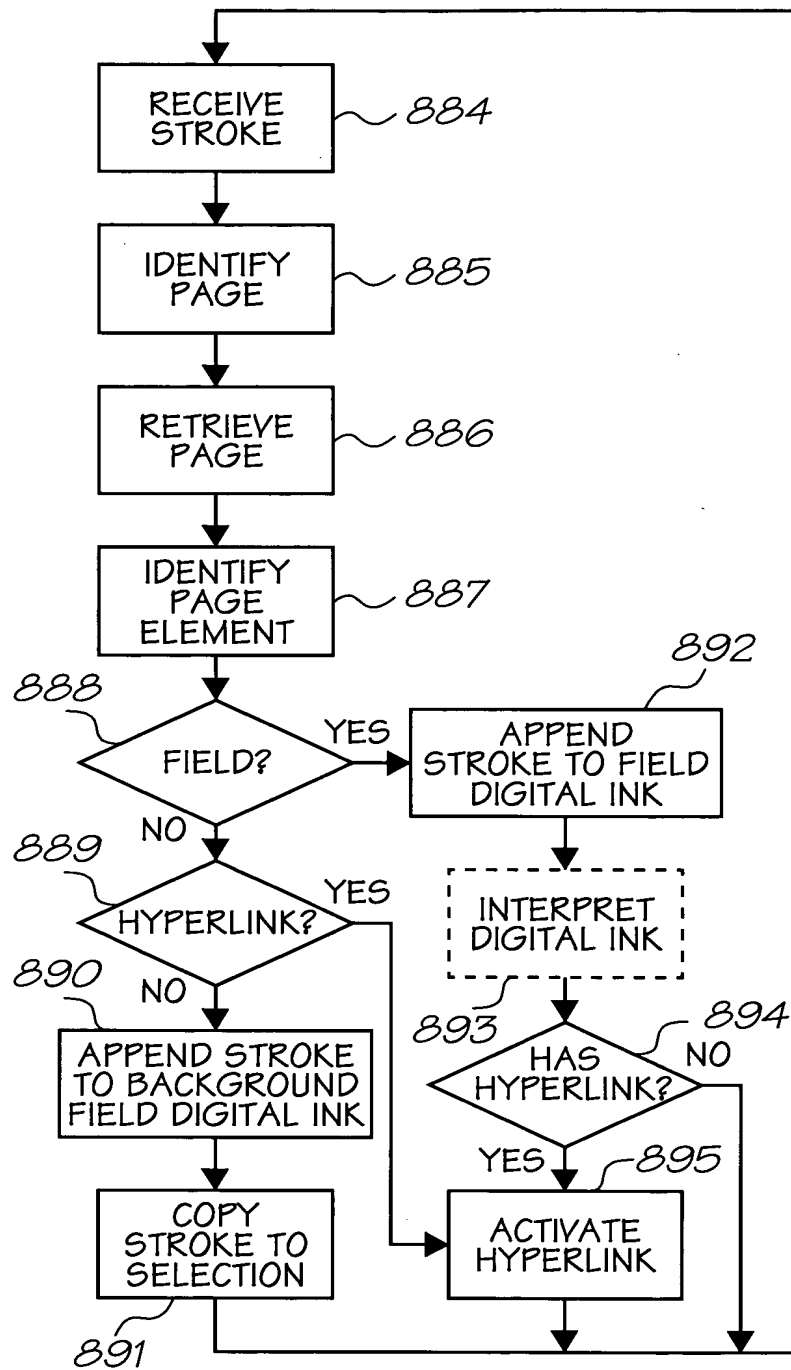 RECEIVE
STROKE
884
IDENTIFY
PAGE
885
RETRIEVE
PAGE
886
IDENTIFY
PAGE
ELEMENT
887
888
FIELD?
YES
NO
892
APPEND
STROKE TO FIELD
DIGITAL INK
889
HYPERLINK?
YES
NO
INTERPRET
DIGITAL INK
893
890
APPEND STROKE
TO BACKGROUND
FIELD DIGITAL INK
894
HAS
HYPERLINK?
NO
YES
895
COPY
STROKE TO
SELECTION
891
ACTIVATE
HYPERLINK